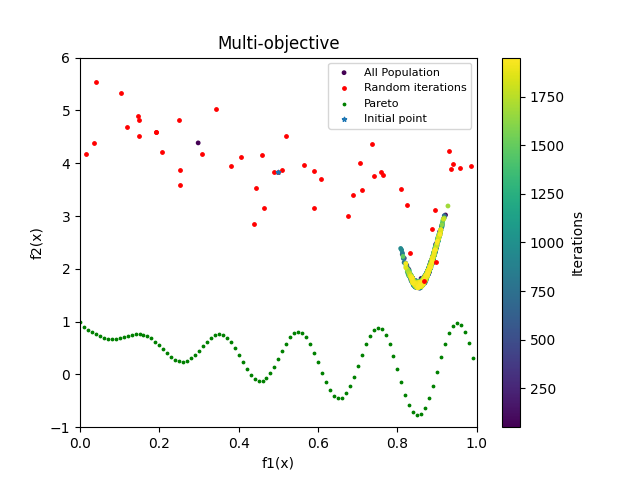 Multi-objective
6
5
4
3
2
1
0
−1
f2(x)
0.0
0.2
0.4
0.6
0.8
1.0
f1(x)
All Population
Random iterations
Pareto
Initial point
1750
1500
1250
1000
750
500
250
Iterations